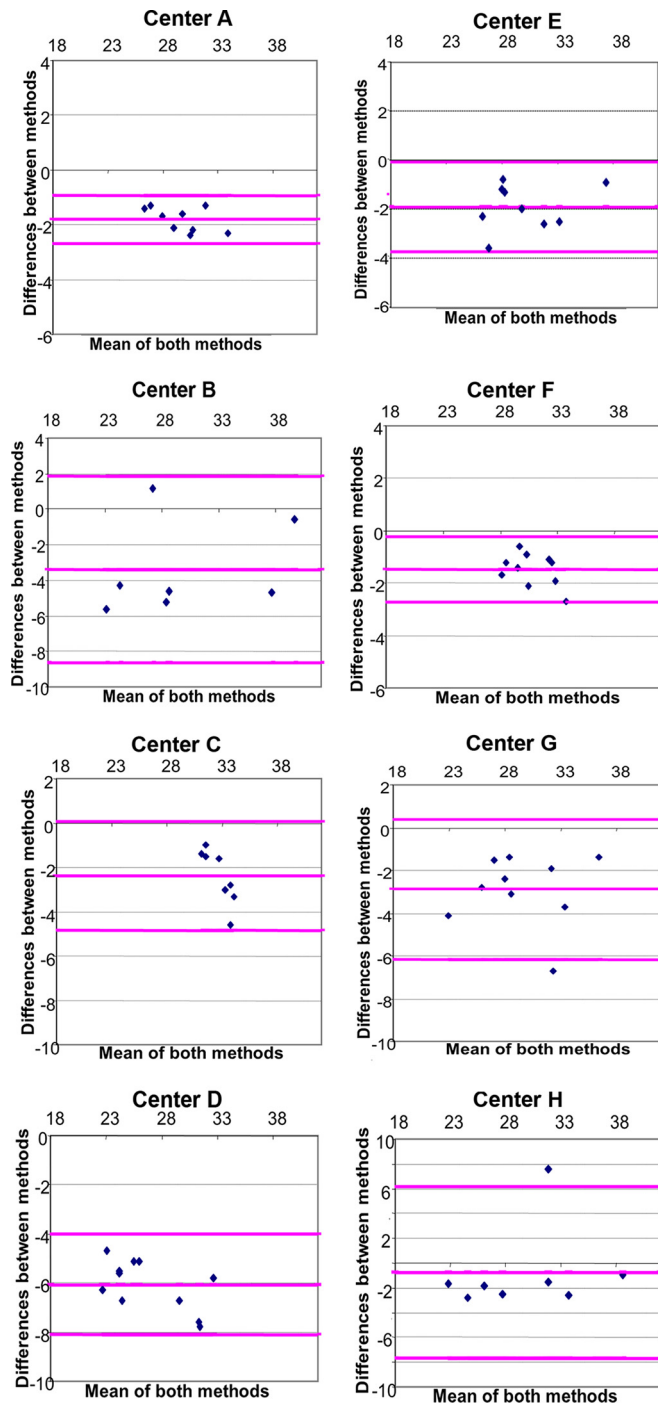 Center A
18 23 28 33 38
4
2
0
-2
-4
-6
Differences between methods
Mean of both methods
Center E
18 23 28 33 38
4
2
0
-2
-4
-6
Differences between methods
Mean of both methods
Center B
18 23 28 33 38
4
2
0
-2
-4
-6
-8
-10
Differences between methods
Mean of both methods
Center F
18 23 28 33 38
4
2
0
-2
-4
-6
Differences between methods
Mean of both methods
Center C
18 23 28 33 38
2
0
-2
-4
-6
-8
-10
Differences between methods
Mean of both methods
Center G
18 23 28 33 38
2
0
-2
-4
-6
-8
-10
Differences between methods
Mean of both methods
Center D
18 23 28 33 38
0
-2
-4
-6
-8
-10
Differences between methods
Mean of both methods
Center H
18 23 28 33 38
10
6
2
-2
-6
-10
Differences between methods
Mean of both methods